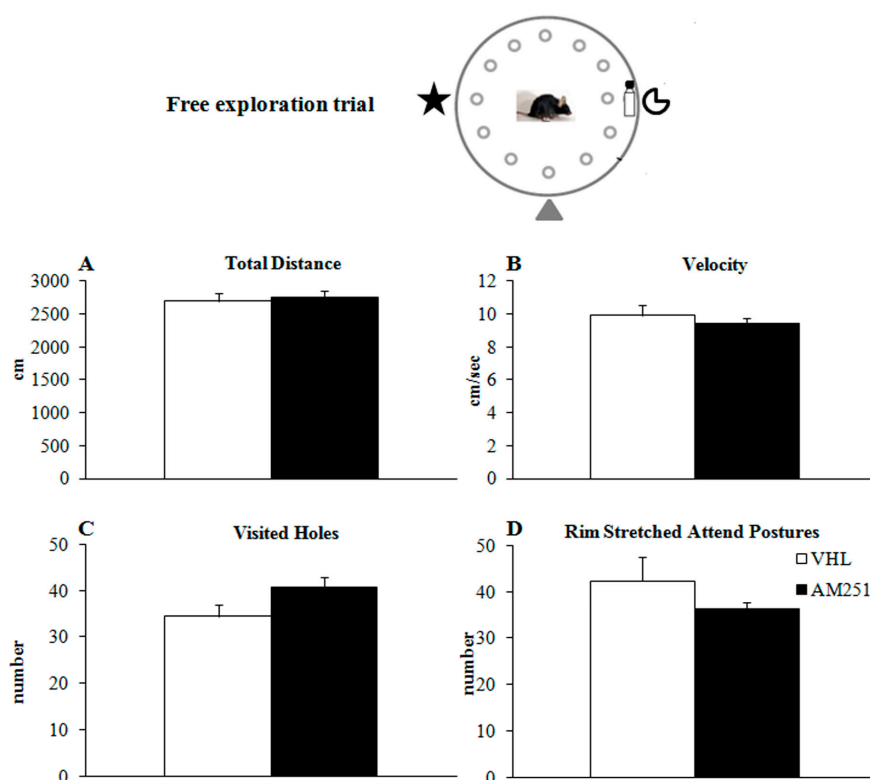 Free exploration trial
A
Total Distance
3000
2500
2000
1500
1000
500
0
cm
B
Velocity
12
10
8
6
4
2
0
cm/sec
C
Visited Holes
50
40
30
20
10
0
number
D
Rim Stretched Attend Postures
50
40
30
20
10
0
number
VHL
AM251